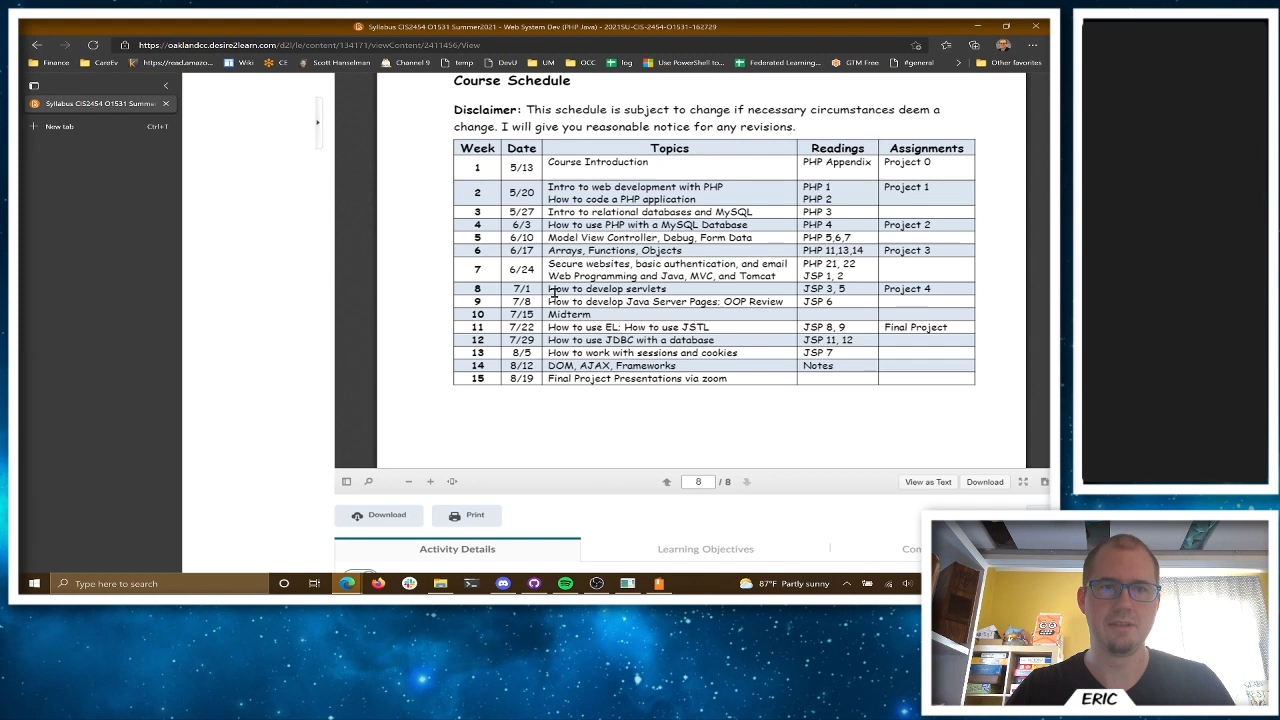 Syllabus CIS2454 O1531 Summer2021 - Web System Dev (PHP Java) - 2021SU-CIS-2454-O1531-162729
https://oaklandcc.desire2learn.com/d2l/le/content/134171/viewContent/2411456/View
Finance CareEv https://read.amazo... Wiki CE Scott Hanselman Channel 9 temp DevU UM OCC log Use PowerShell to... Federated Learning... GTM Free #general Other favorites
Syllabus CIS2454 O1531 Summe
New tab Ctrl+T
Course Schedule
Disclaimer: This schedule is subject to change if necessary circumstances deem a
change. I will give you reasonable notice for any revisions.
Week Date Topics Readings Assignments
1 5/13 Course Introduction PHP Appendix Project 0
2 5/20 Intro to web development with PHP PHP 1 Project 1
How to code a PHP application PHP 2
3 5/27 Intro to relational databases and MySQL PHP 3
4 6/3 How to use PHP with a MySQL Database PHP 4 Project 2
5 6/10 Model View Controller, Debug, Form Data PHP 5,6,7
6 6/17 Arrays, Functions, Objects PHP 11,13,14 Project 3
7 6/24 Secure websites, basic authentication, and email PHP 21, 22
Web Programming and Java, MVC, and Tomcat JSP 1, 2
8 7/1 How to develop servlets JSP 3, 5 Project 4
9 7/8 How to develop Java Server Pages; OOP Review JSP 6
10 7/15 Midterm
11 7/22 How to use EL; How to use JSTL JSP 8, 9 Final Project
12 7/29 How to use JDBC with a database JSP 11, 12
13 8/5 How to work with sessions and cookies JSP 7
14 8/12 DOM, AJAX, Frameworks Notes
15 8/19 Final Project Presentations via zoom
8 / 8 View as Text Download
Download Print
Activity Details Learning Objectives Con
Type here to search 87°F Partly sunny
ERIC